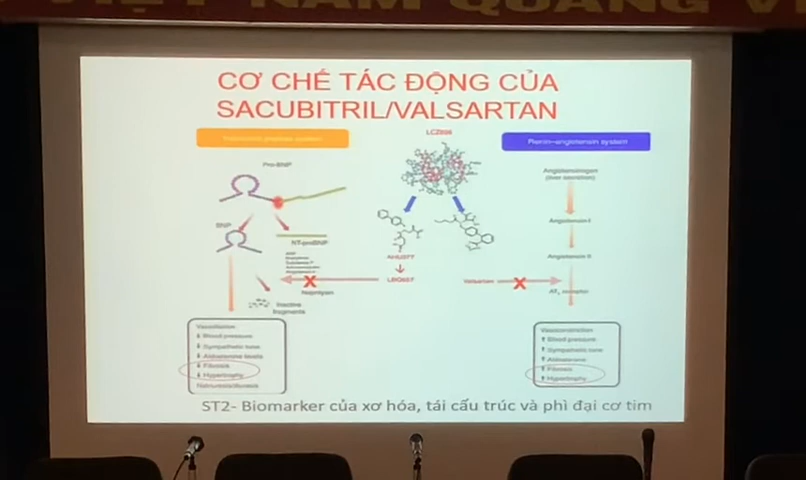 VIỆT NAM QUANG
CƠ CHẾ TÁC ĐỘNG CỦA
SACUBITRIL/VALSARTAN
LCZ696
Renin–angiotensin system
Pro-BNP
Angiotensinogen
(liver secretion)
BNP
NT-proBNP
Angiotensin I
AHU377
Angiotensin II
LBQ657
Valsartan
X
X
Neprilysin
AT₁ receptor
Inactive
fragments
Vasodilation
↓ Blood pressure
↓ Sympathetic tone
↓ Aldosterone levels
↓ Fibrosis
↓ Hypertrophy
Natriuresis/diuresis
Vasoconstriction
↑ Blood pressure
↑ Sympathetic tone
↑ Aldosterone
↑ Fibrosis
↑ Hypertrophy
ST2- Biomarker của xơ hóa, tái cấu trúc và phì đại cơ tim